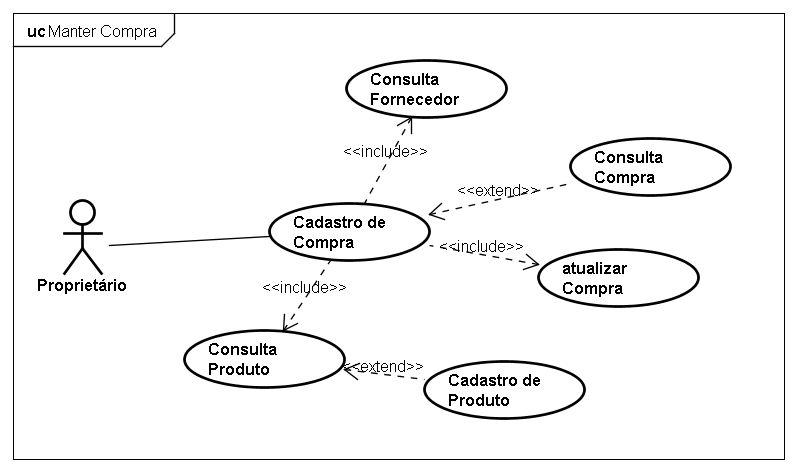 uc Manter Compra
Consulta
Fornecedor
<<include>>
Consulta
Compra
<<extend>>
Cadastro de
Compra
<<include>>
atualizar
Compra
Proprietário
<<include>>
Consulta
Produto
<<extend>>
Cadastro de
Produto